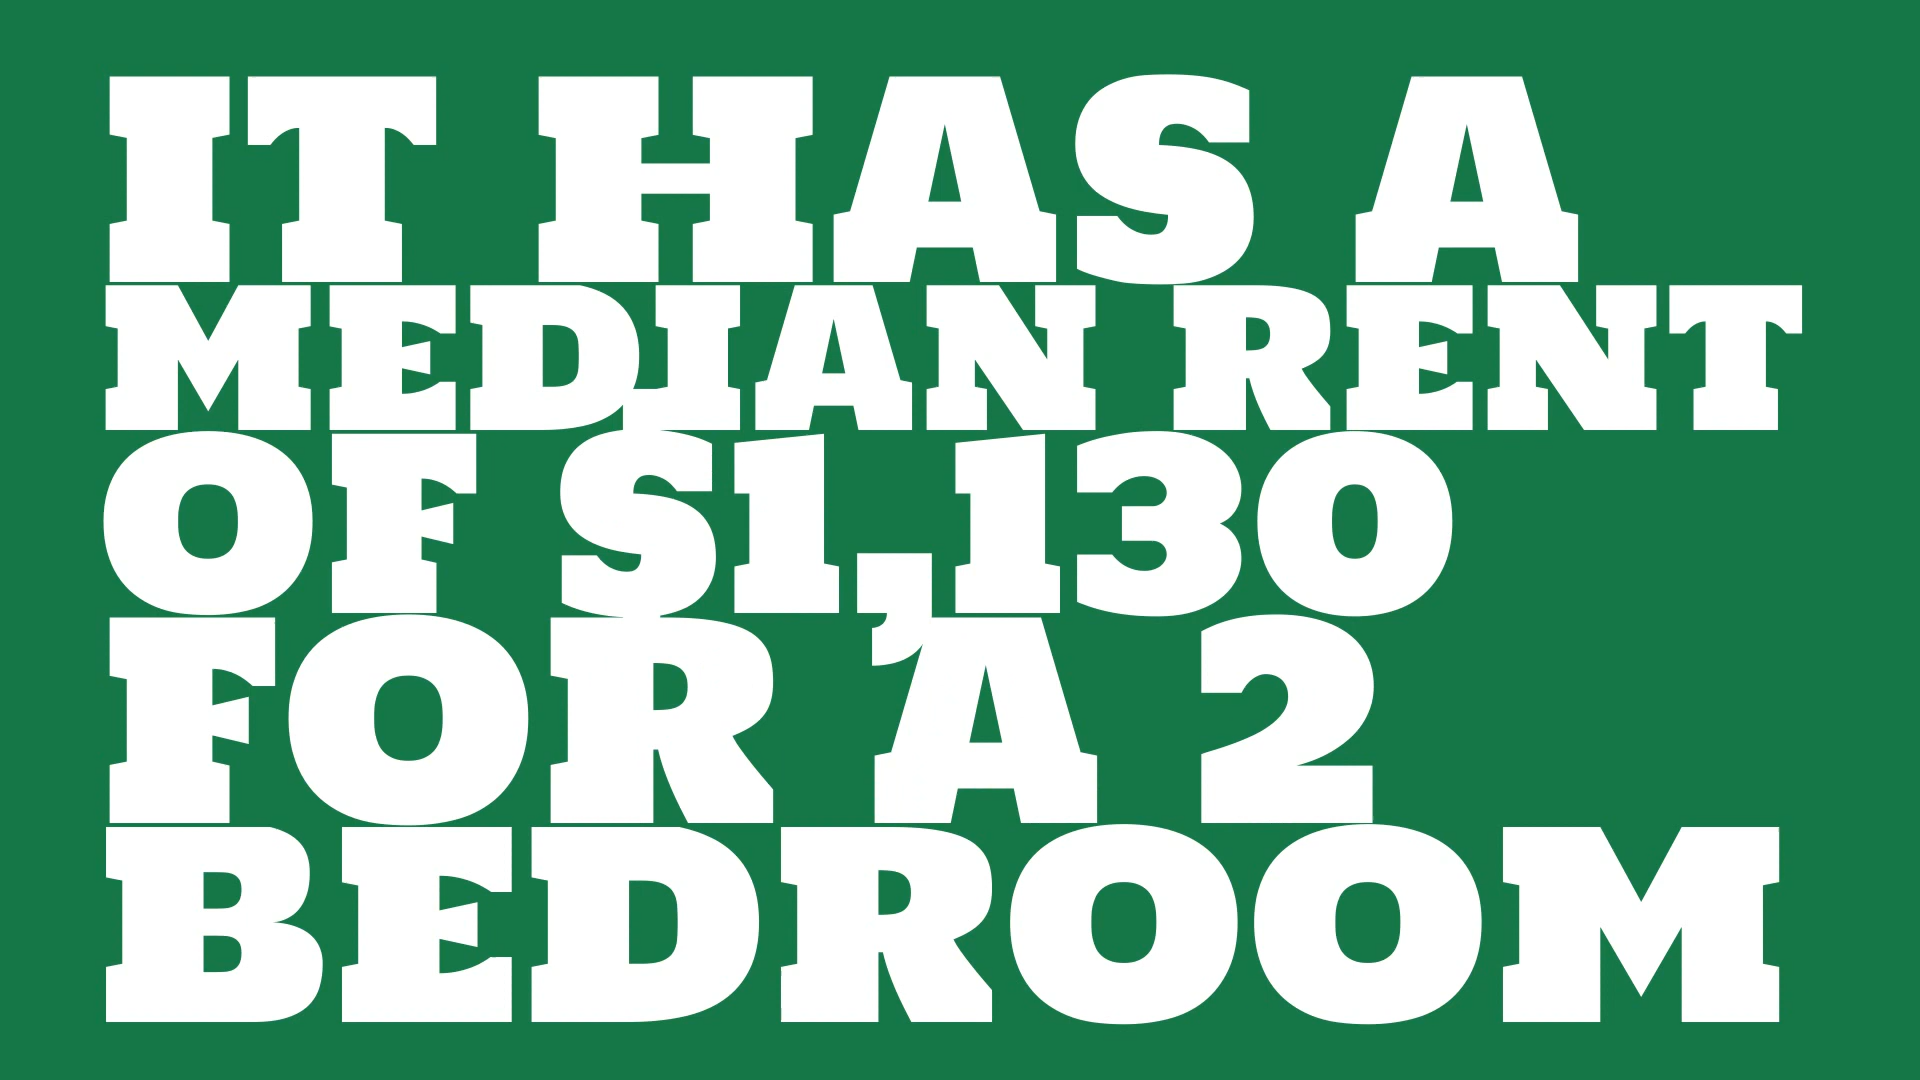 IT HAS A
MEDIAN RENT
OF $1,130
FOR A 2
BEDROOM